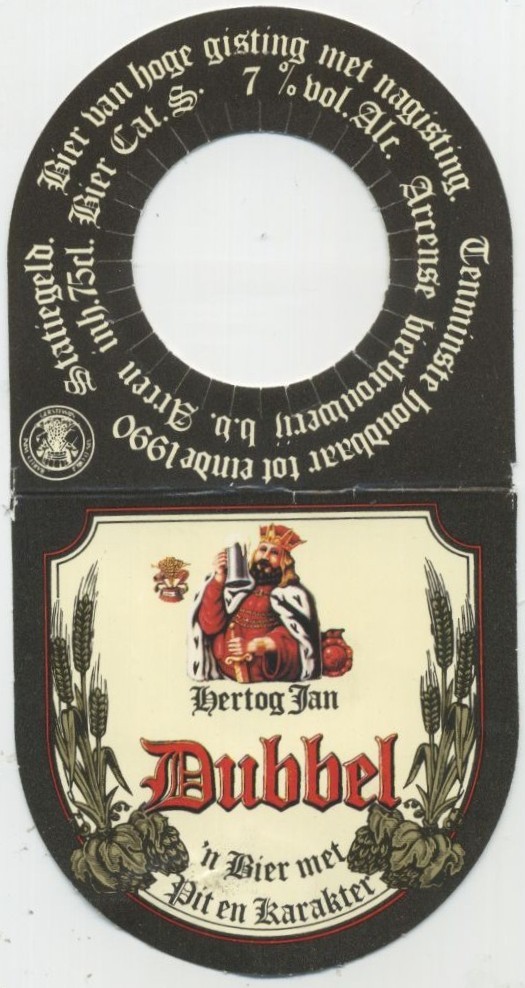 Bier van hoge gisting met nagisting.
Statiegeld. inh. 75cl. Bier Cat. S. 7 % vol. Alc.
Arcense bierbrouwerij b.v. Arcen
Tenminste houdbaar tot einde 1990
Hertog Jan
Dubbel
'n Bier met
Pit en Karakter